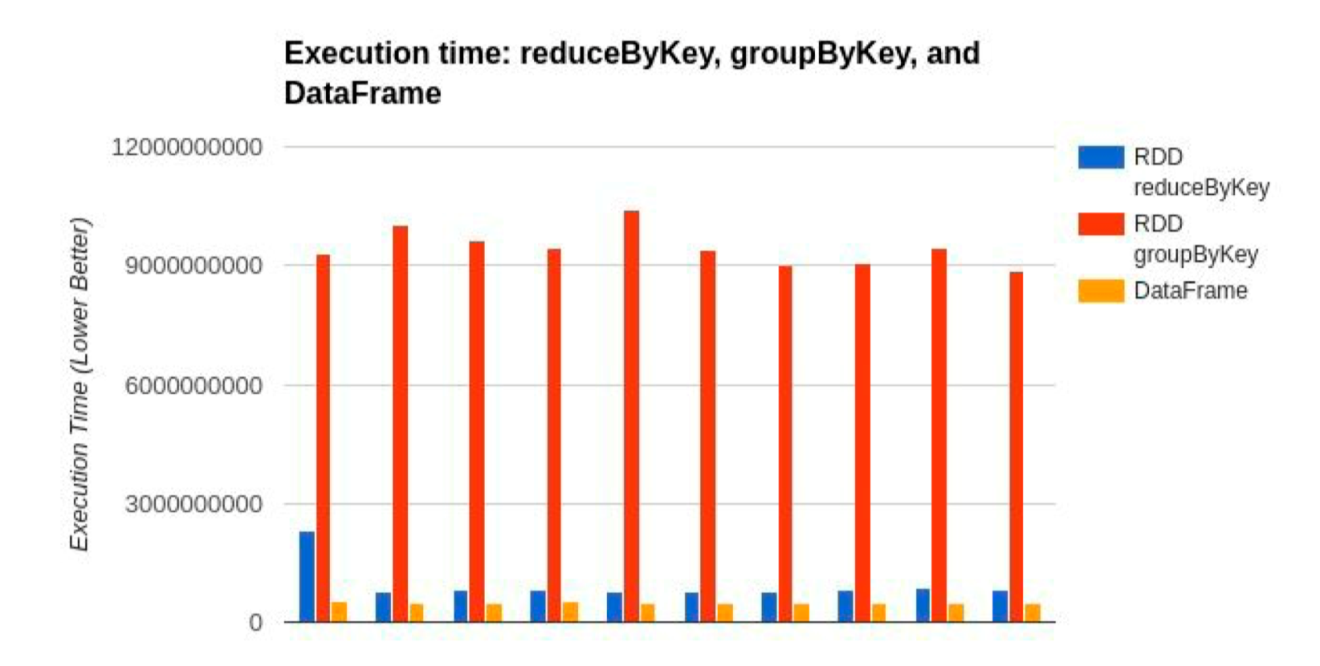 Execution time: reduceByKey, groupByKey, and
DataFrame
12000000000
9000000000
6000000000
3000000000
0
Execution Time (Lower Better)
RDD
reduceByKey
RDD
groupByKey
DataFrame